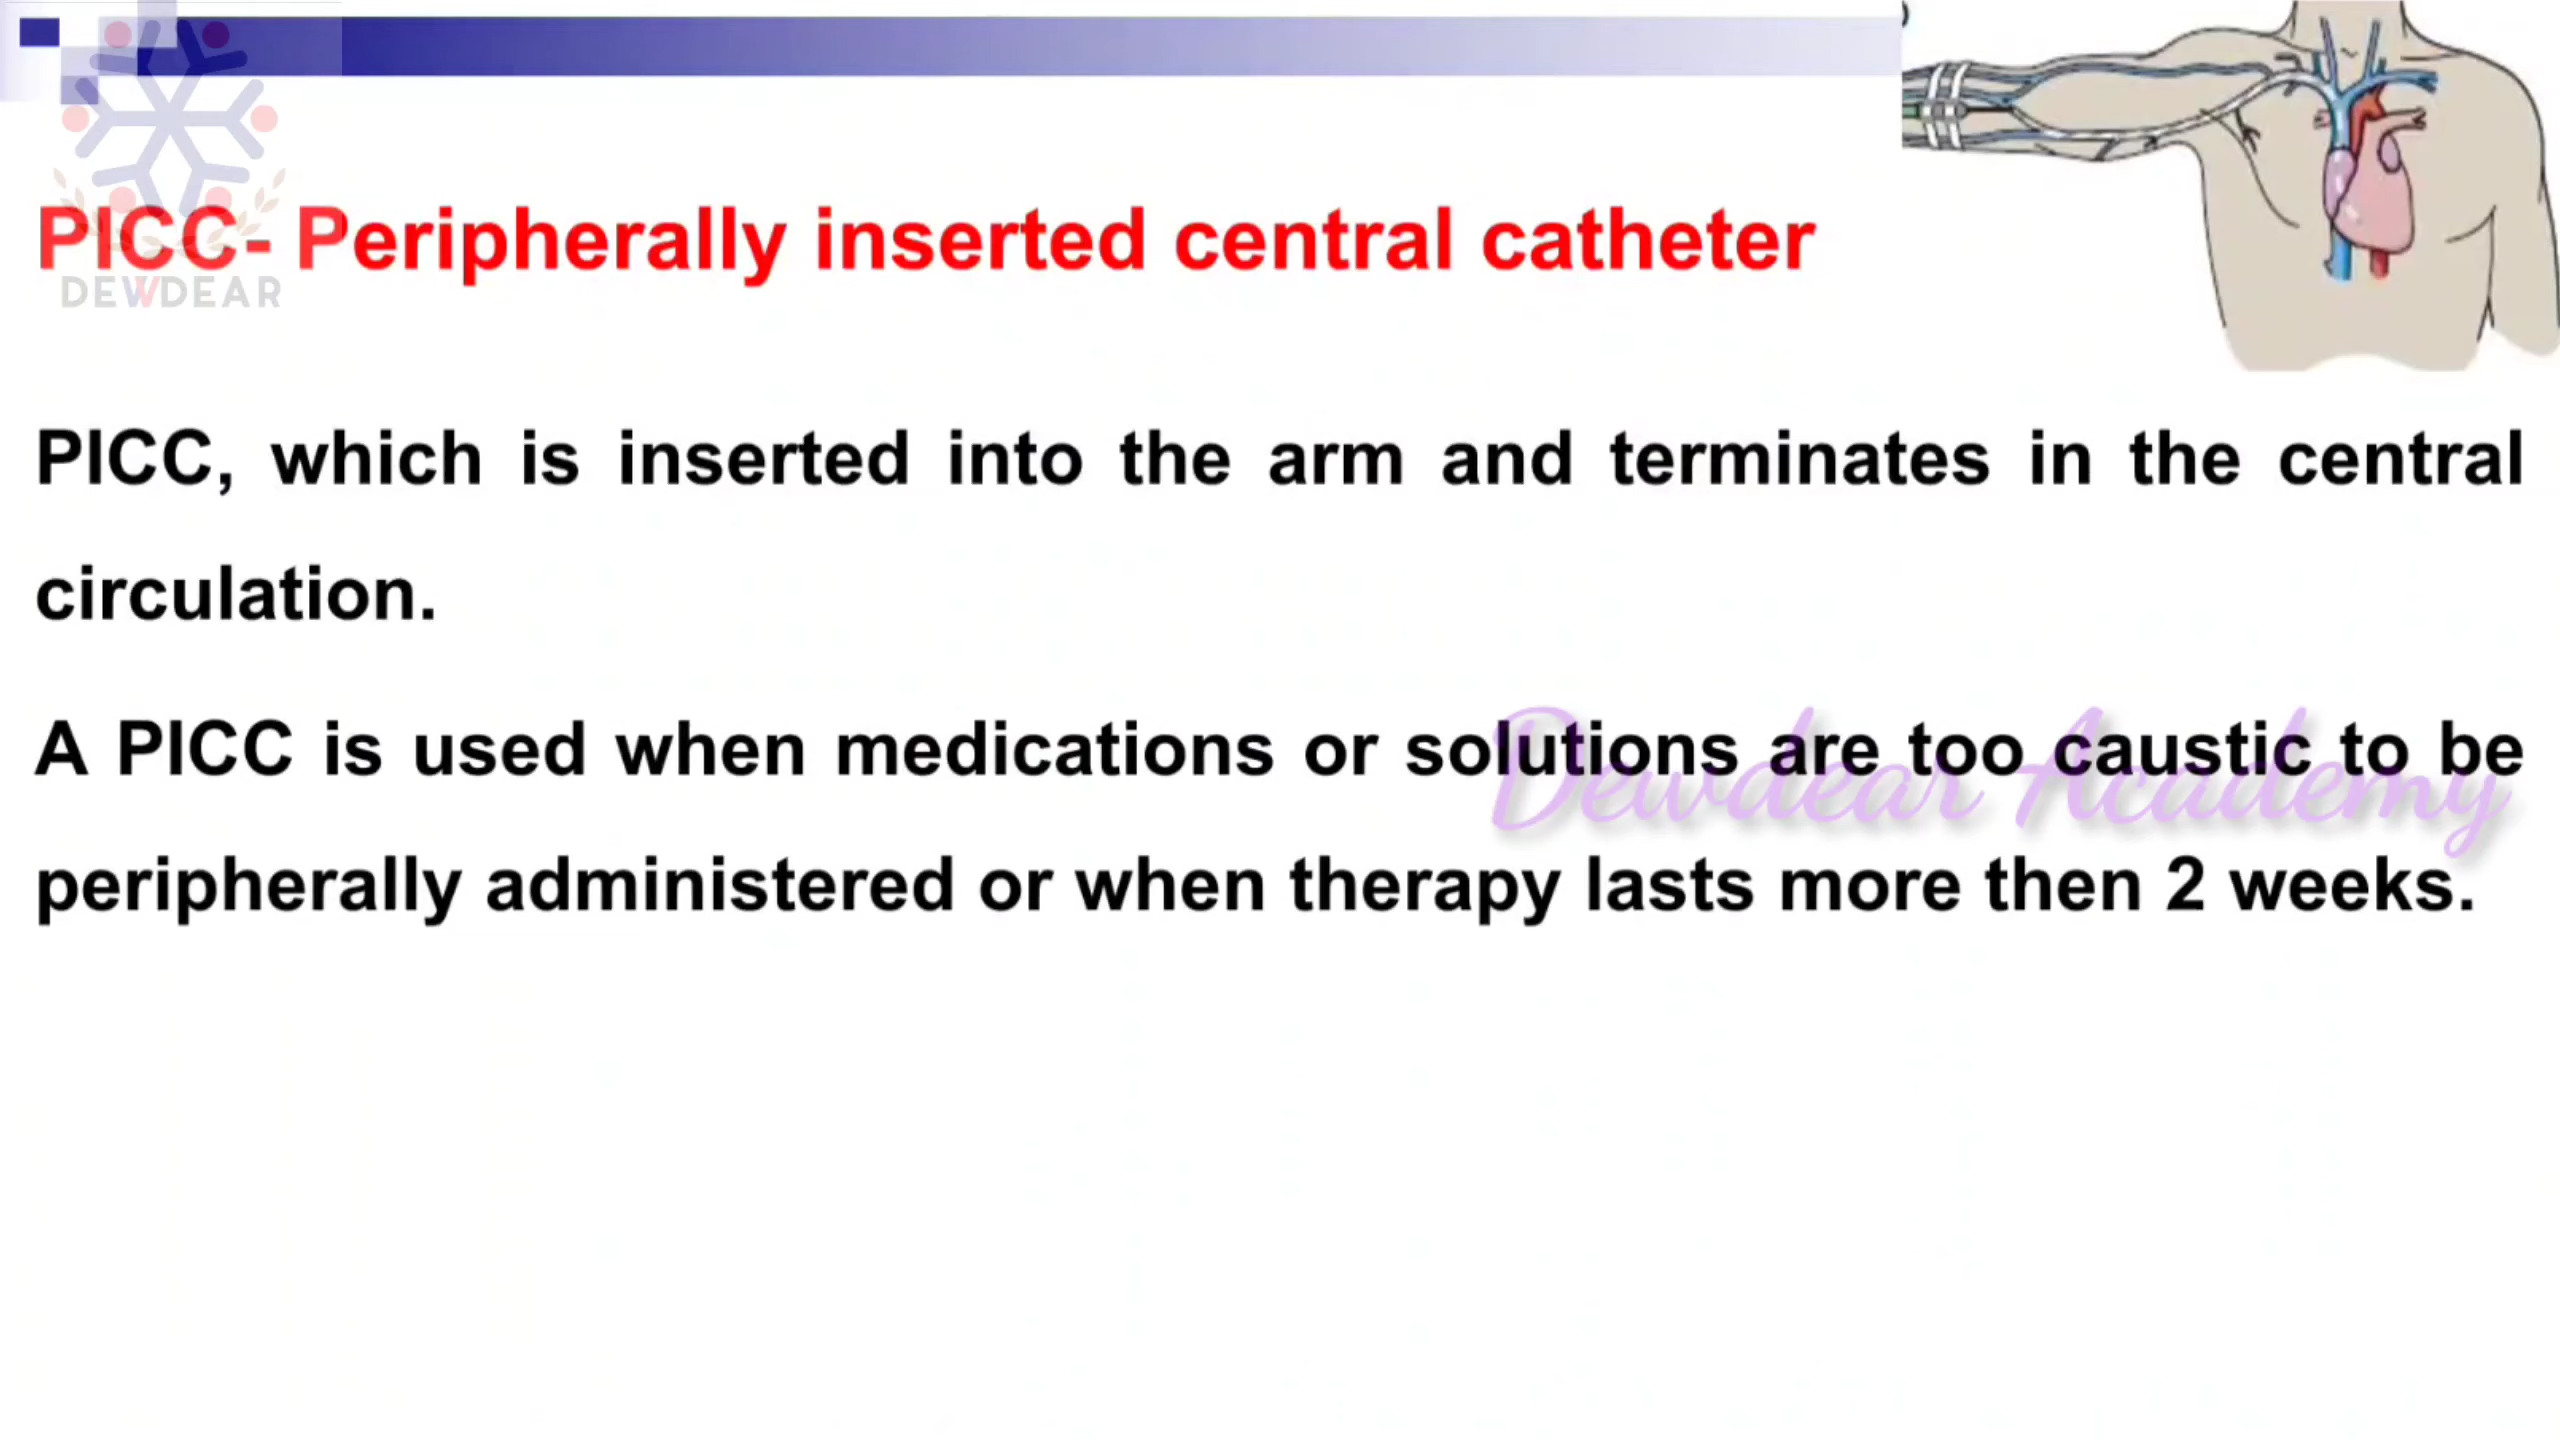 PICC- Peripherally inserted central catheter
DEWDEAR
PICC, which is inserted into the arm and terminates in the central
circulation.
A PICC is used when medications or solutions are too caustic to be
Dewdear Academy
peripherally administered or when therapy lasts more then 2 weeks.